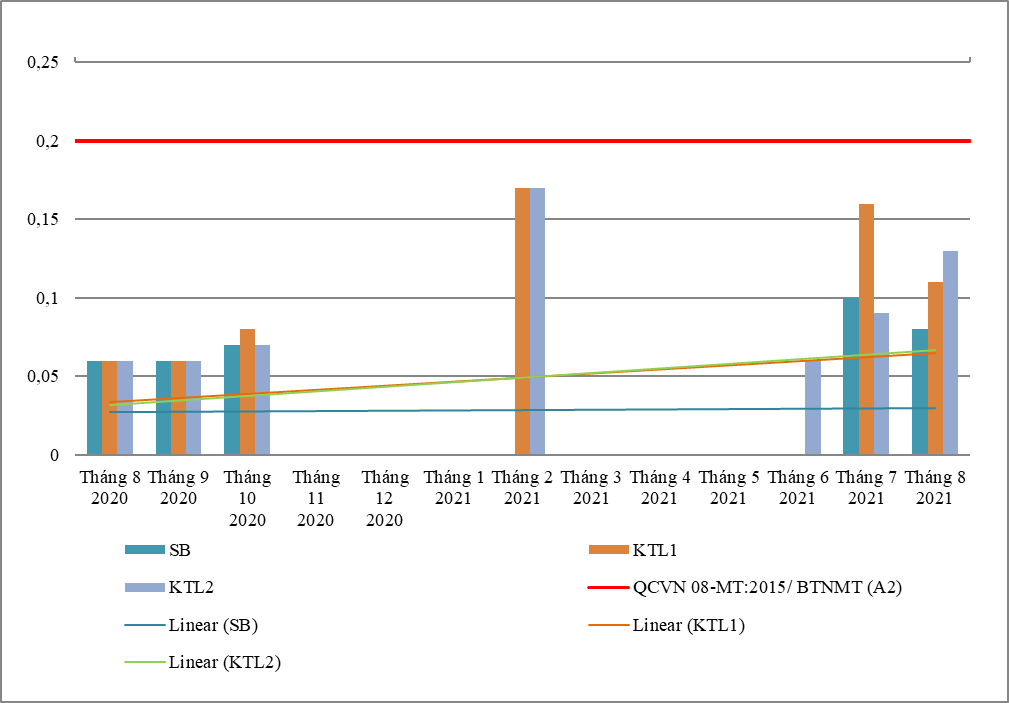 0,25
0,2
0,15
0,1
0,05
0
Tháng 8 2020
Tháng 9 2020
Tháng 10 2020
Tháng 11 2020
Tháng 12 2020
Tháng 1 2021
Tháng 2 2021
Tháng 3 2021
Tháng 4 2021
Tháng 5 2021
Tháng 6 2021
Tháng 7 2021
Tháng 8 2021
SB
KTL1
KTL2
QCVN 08-MT:2015/ BTNMT (A2)
Linear (SB)
Linear (KTL1)
Linear (KTL2)